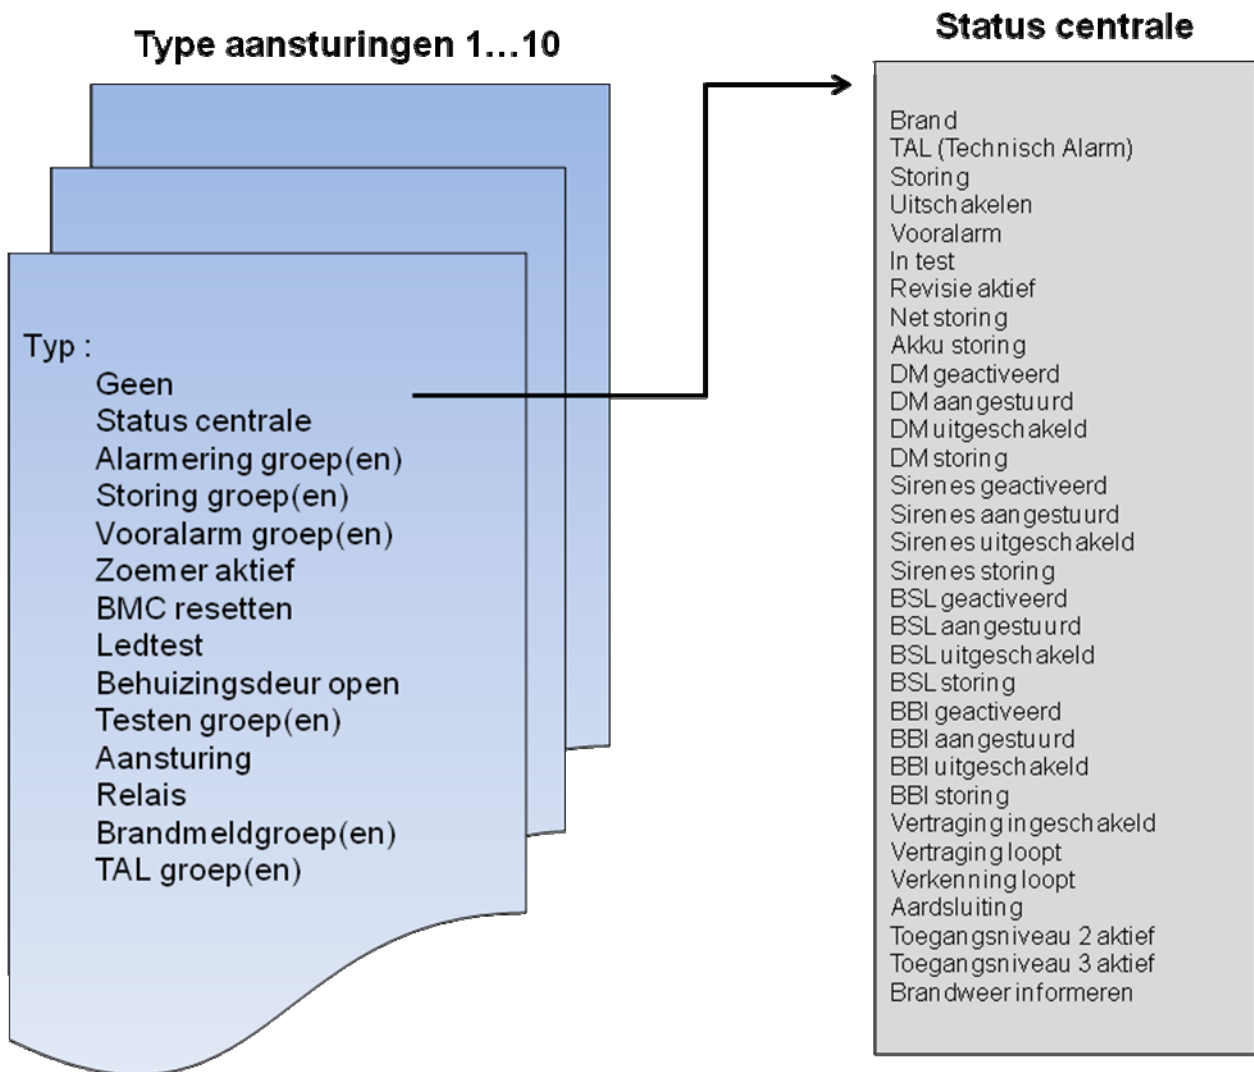 Type aansturingen 1...10
Typ :
Geen
Status centrale
Alarmering groep(en)
Storing groep(en)
Vooralarm groep(en)
Zoemer aktief
BMC resetten
Ledtest
Behuizingsdeur open
Testen groep(en)
Aansturing
Relais
Brandmeldgroep(en)
TAL groep(en)
Status centrale
Brand
TAL (Technisch Alarm)
Storing
Uitschakelen
Vooralarm
In test
Revisie aktief
Net storing
Akku storing
DM geactiveerd
DM aangestuurd
DM uitgeschakeld
DM storing
Sirenes geactiveerd
Sirenes aangestuurd
Sirenes uitgeschakeld
Sirenes storing
BSL geactiveerd
BSL aangestuurd
BSL uitgeschakeld
BSL storing
BBI geactiveerd
BBI aangestuurd
BBI uitgeschakeld
BBI storing
Vertraging ingeschakeld
Vertraging loopt
Verkenning loopt
Aardsluiting
Toegangsniveau 2 aktief
Toegangsniveau 3 aktief
Brandweer informeren